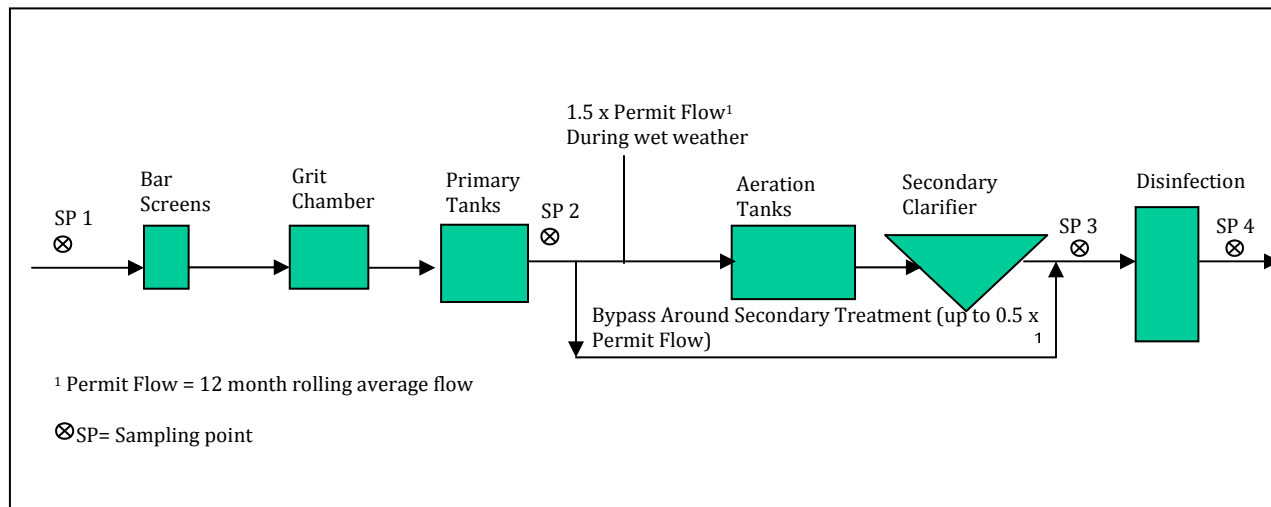 1.5 x Permit Flow¹
During wet weather
Bar
Screens
Grit
Chamber
Primary
Tanks
Aeration
Tanks
Secondary
Clarifier
Disinfection
SP 1
SP 2
SP 3
SP 4
Bypass Around Secondary Treatment (up to 0.5 x
Permit Flow) 1
¹ Permit Flow = 12 month rolling average flow
SP= Sampling point